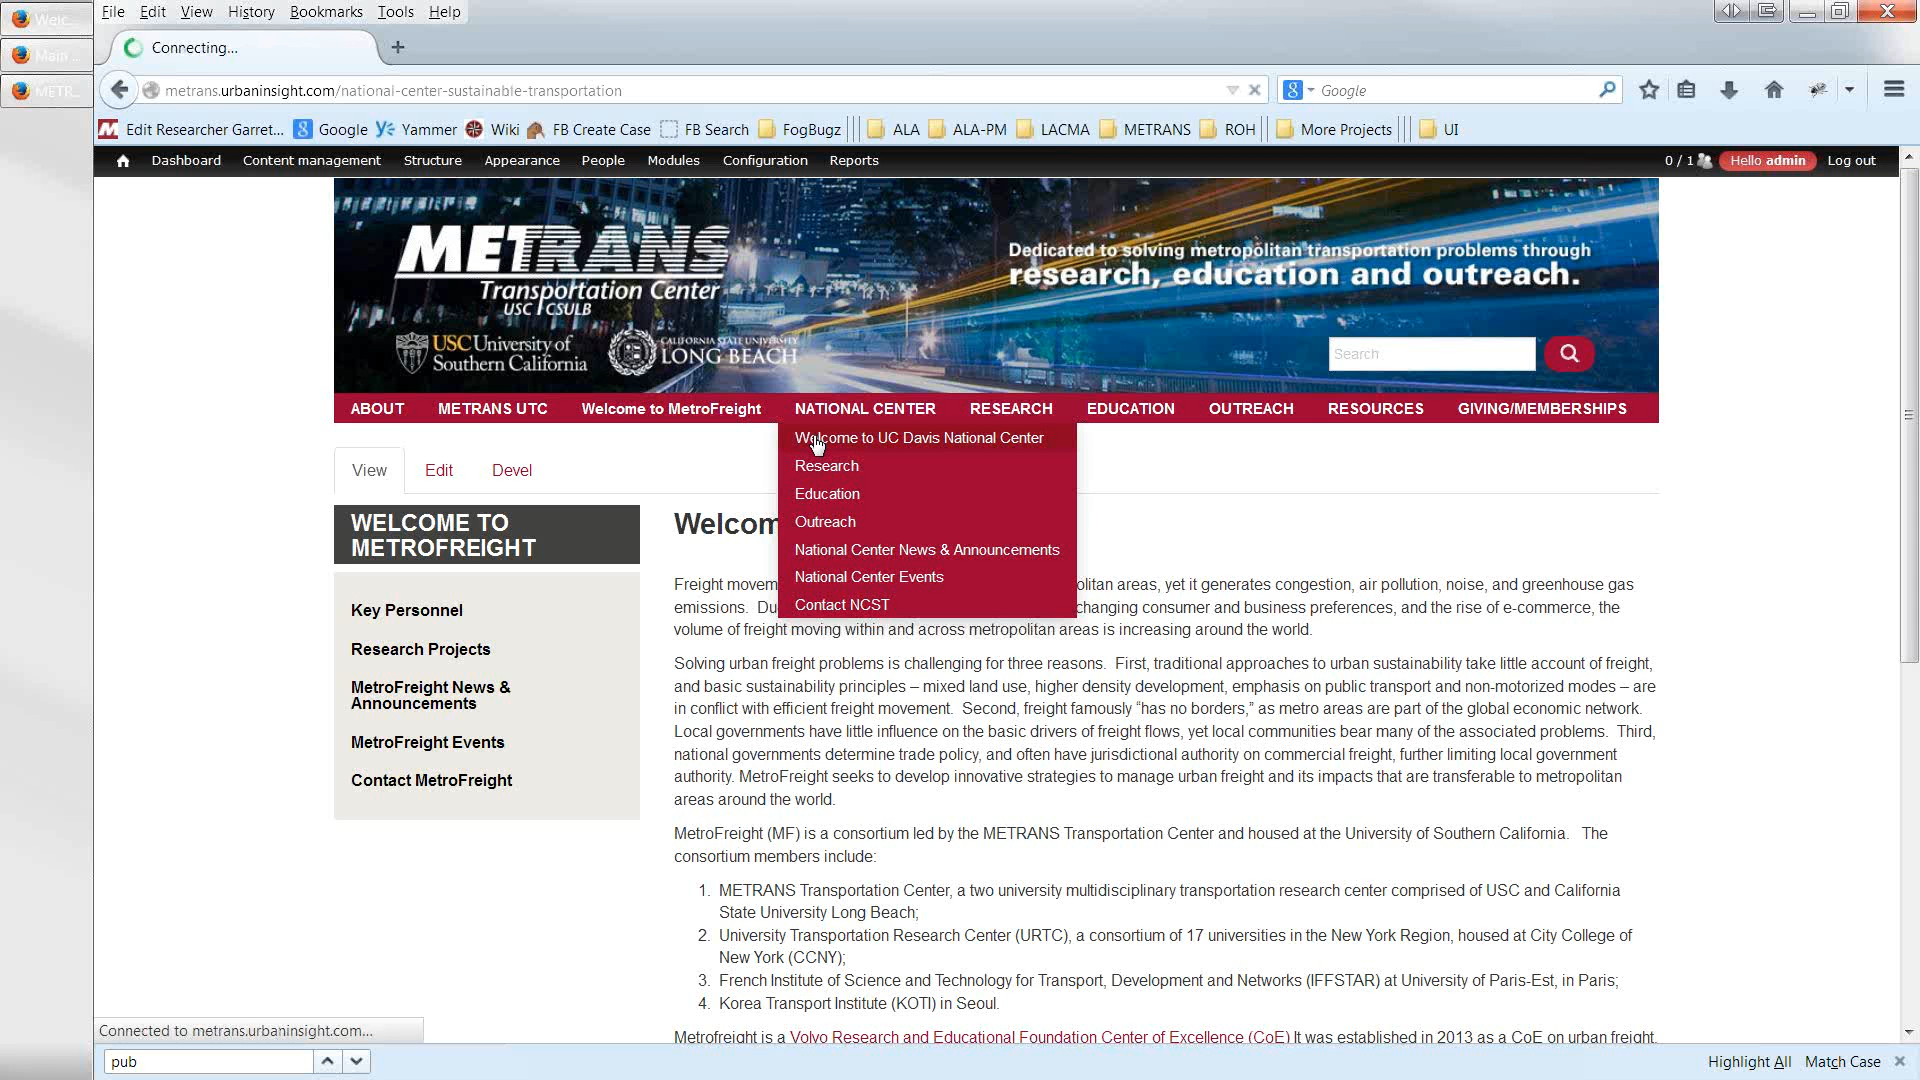 Welc...
Main ...
METR...
File Edit View History Bookmarks Tools Help
Connecting...
metrans.urbaninsight.com/national-center-sustainable-transportation
Google
Edit Researcher Garret... Google Yammer Wiki FB Create Case FB Search FogBugz ALA ALA-PM LACMA METRANS ROH More Projects UI
Dashboard Content management Structure Appearance People Modules Configuration Reports 0 / 1 Hello admin Log out
METRANS
Transportation Center
USC | CSULB
USC University of Southern California
CALIFORNIA STATE UNIVERSITY
LONG BEACH
Dedicated to solving metropolitan transportation problems through
research, education and outreach.
Search
ABOUT METRANS UTC Welcome to MetroFreight NATIONAL CENTER RESEARCH EDUCATION OUTREACH RESOURCES GIVING/MEMBERSHIPS
Welcome to UC Davis National Center
Research
Education
Outreach
National Center News & Announcements
National Center Events
Contact NCST
View Edit Devel
WELCOME TO
METROFREIGHT
Key Personnel
Research Projects
MetroFreight News &
Announcements
MetroFreight Events
Contact MetroFreight
Welcom
Freight movem olitan areas, yet it generates congestion, air pollution, noise, and greenhouse gas
emissions. Du changing consumer and business preferences, and the rise of e-commerce, the
volume of freight moving within and across metropolitan areas is increasing around the world.
Solving urban freight problems is challenging for three reasons. First, traditional approaches to urban sustainability take little account of freight,
and basic sustainability principles – mixed land use, higher density development, emphasis on public transport and non-motorized modes – are
in conflict with efficient freight movement. Second, freight famously “has no borders,” as metro areas are part of the global economic network.
Local governments have little influence on the basic drivers of freight flows, yet local communities bear many of the associated problems. Third,
national governments determine trade policy, and often have jurisdictional authority on commercial freight, further limiting local government
authority. MetroFreight seeks to develop innovative strategies to manage urban freight and its impacts that are transferable to metropolitan
areas around the world.
MetroFreight (MF) is a consortium led by the METRANS Transportation Center and housed at the University of Southern California. The
consortium members include:
1. METRANS Transportation Center, a two university multidisciplinary transportation research center comprised of USC and California
State University Long Beach;
2. University Transportation Research Center (URTC), a consortium of 17 universities in the New York Region, housed at City College of
New York (CCNY);
3. French Institute of Science and Technology for Transport, Development and Networks (IFFSTAR) at University of Paris-Est, in Paris;
4. Korea Transport Institute (KOTI) in Seoul.
Metrofreight is a Volvo Research and Educational Foundation Center of Excellence (CoE) It was established in 2013 as a CoE on urban freight.
Connected to metrans.urbaninsight.com...
pub
Highlight All Match Case